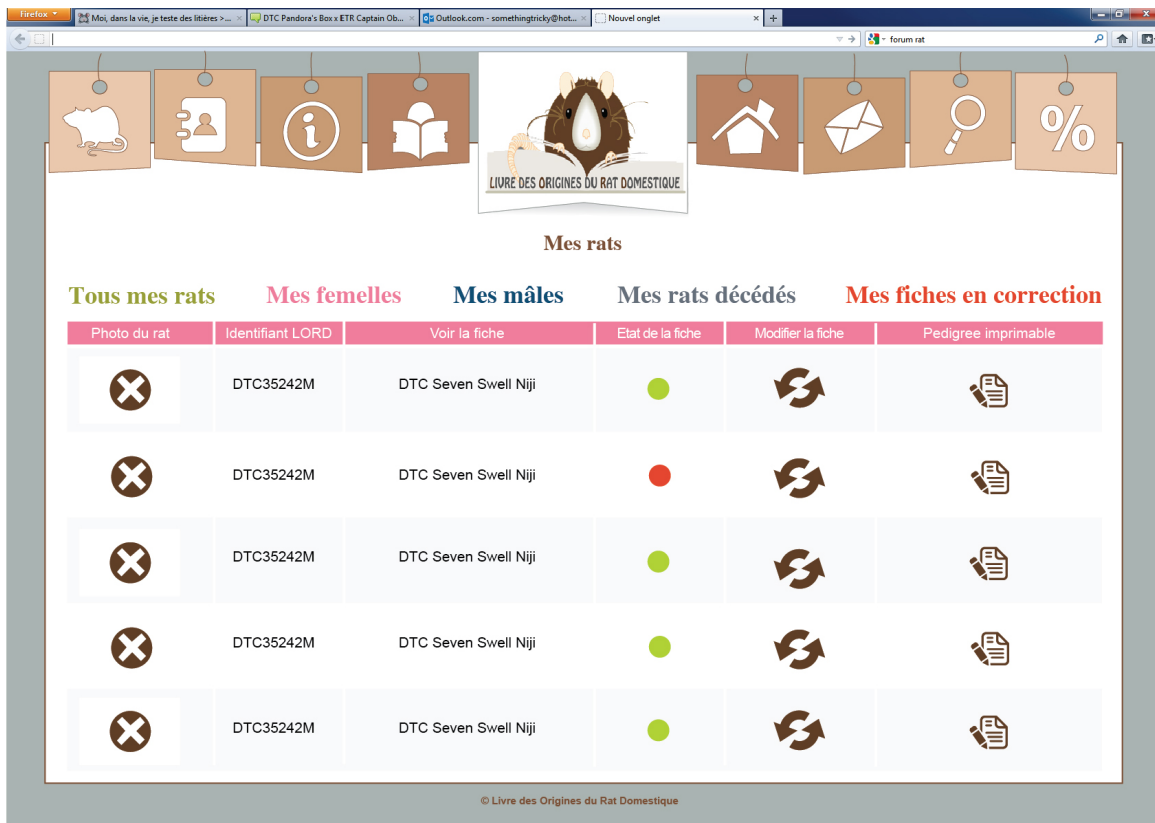 Firefox
Moi, dans la vie, je teste des litières >...
DTC Pandora's Box x ETR Captain Ob...
Outlook.com - somethingtricky@hot...
Nouvel onglet
forum rat
%
LIVRE DES ORIGINES DU RAT DOMESTIQUE
Mes rats
Tous mes rats Mes femelles Mes mâles Mes rats décédés Mes fiches en correction
Photo du rat Identifiant LORD Voir la fiche Etat de la fiche Modifier la fiche Pedigree imprimable
DTC35242M DTC Seven Swell Niji
DTC35242M DTC Seven Swell Niji
DTC35242M DTC Seven Swell Niji
DTC35242M DTC Seven Swell Niji
DTC35242M DTC Seven Swell Niji
© Livre des Origines du Rat Domestique